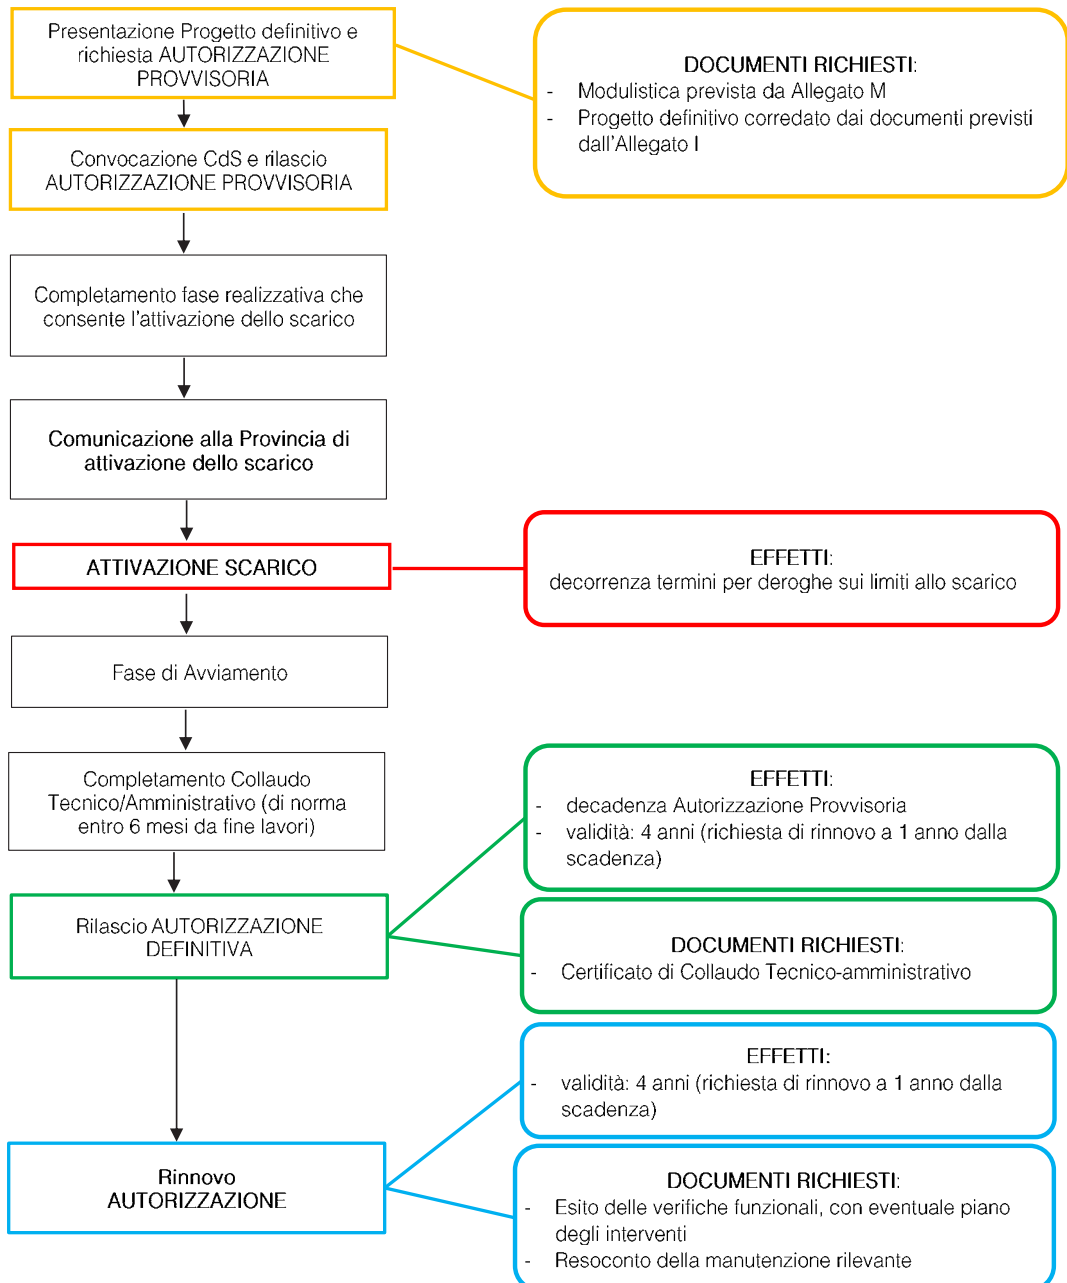 Presentazione Progetto definitivo e
richiesta AUTORIZZAZIONE
PROVVISORIA
DOCUMENTI RICHIESTI:
- Modulistica prevista da Allegato M
- Progetto definitivo corredato dai documenti previsti
dall'Allegato I
Convocazione CdS e rilascio
AUTORIZZAZIONE PROVVISORIA
Completamento fase realizzativa che
consente l'attivazione dello scarico
Comunicazione alla Provincia di
attivazione dello scarico
ATTIVAZIONE SCARICO
EFFETTI:
decorrenza termini per deroghe sui limiti allo scarico
Fase di Avviamento
Completamento Collaudo
Tecnico/Amministrativo (di norma
entro 6 mesi da fine lavori)
EFFETTI:
- decadenza Autorizzazione Provvisoria
- validità: 4 anni (richiesta di rinnovo a 1 anno dalla
scadenza)
Rilascio AUTORIZZAZIONE
DEFINITIVA
DOCUMENTI RICHIESTI:
- Certificato di Collaudo Tecnico-amministrativo
EFFETTI:
- validità: 4 anni (richiesta di rinnovo a 1 anno dalla
scadenza)
Rinnovo
AUTORIZZAZIONE
DOCUMENTI RICHIESTI:
- Esito delle verifiche funzionali, con eventuale piano
degli interventi
- Resoconto della manutenzione rilevante